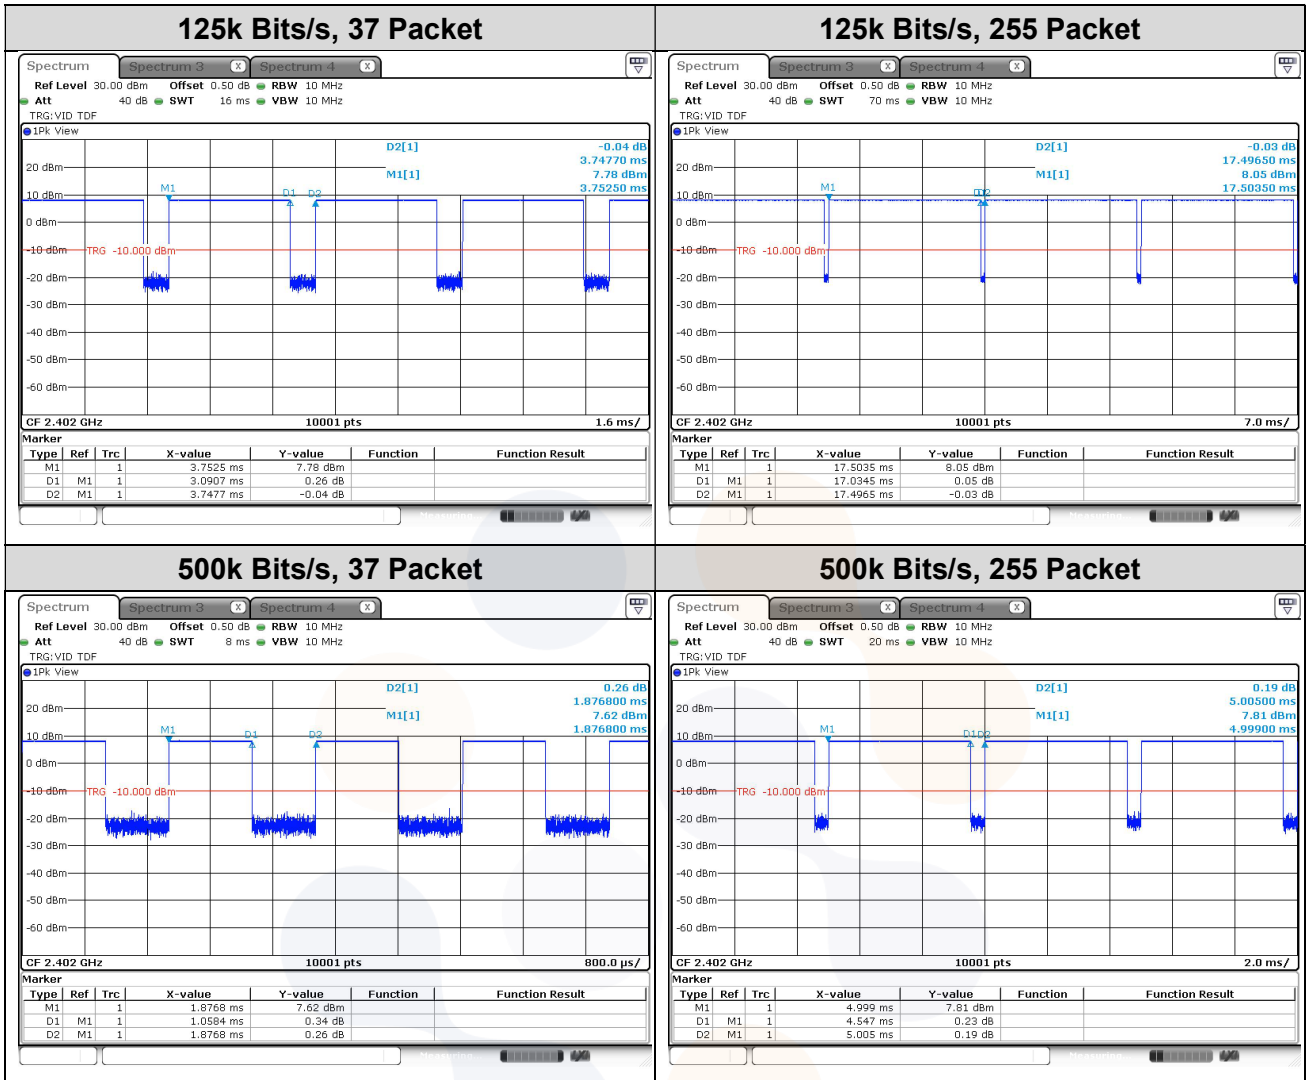 125k Bits/s, 37 Packet
Spectrum Spectrum 3 X Spectrum 4 X
Ref Level 30.00 dBm Offset 0.50 dB RBW 10 MHz
Att 40 dB SWT 16 ms VBW 10 MHz
TRG:VID TDF
1Pk View
D2[1] -0.04 dB
3.74770 ms
M1[1] 7.78 dBm
3.75250 ms
20 dBm
10 dBm
0 dBm
-10 dBm
-20 dBm
-30 dBm
-40 dBm
-50 dBm
-60 dBm
M1 D1 D2
TRG -10.000 dBm
CF 2.402 GHz 10001 pts 1.6 ms/
Marker
Type Ref Trc X-value Y-value Function Function Result
M1 1 3.7525 ms 7.78 dBm
D1 M1 1 3.0907 ms 0.26 dB
D2 M1 1 3.7477 ms -0.04 dB
Measuring
125k Bits/s, 255 Packet
Spectrum Spectrum 3 X Spectrum 4 X
Ref Level 30.00 dBm Offset 0.50 dB RBW 10 MHz
Att 40 dB SWT 70 ms VBW 10 MHz
TRG:VID TDF
1Pk View
D2[1] -0.03 dB
17.49650 ms
M1[1] 8.05 dBm
17.50350 ms
20 dBm
10 dBm
0 dBm
-10 dBm
-20 dBm
-30 dBm
-40 dBm
-50 dBm
-60 dBm
M1 D1 D2
TRG -10.000 dBm
CF 2.402 GHz 10001 pts 7.0 ms/
Marker
Type Ref Trc X-value Y-value Function Function Result
M1 1 17.5035 ms 8.05 dBm
D1 M1 1 17.0345 ms 0.05 dB
D2 M1 1 17.4965 ms -0.03 dB
Measuring
500k Bits/s, 37 Packet
Spectrum Spectrum 3 X Spectrum 4 X
Ref Level 30.00 dBm Offset 0.50 dB RBW 10 MHz
Att 40 dB SWT 8 ms VBW 10 MHz
TRG:VID TDF
1Pk View
D2[1] 0.26 dB
1.876800 ms
M1[1] 7.62 dBm
1.876800 ms
20 dBm
10 dBm
0 dBm
-10 dBm
-20 dBm
-30 dBm
-40 dBm
-50 dBm
-60 dBm
M1 D1 D2
TRG -10.000 dBm
CF 2.402 GHz 10001 pts 800.0 µs/
Marker
Type Ref Trc X-value Y-value Function Function Result
M1 1 1.8768 ms 7.62 dBm
D1 M1 1 1.0584 ms 0.34 dB
D2 M1 1 1.8768 ms 0.26 dB
Measuring
500k Bits/s, 255 Packet
Spectrum Spectrum 3 X Spectrum 4 X
Ref Level 30.00 dBm Offset 0.50 dB RBW 10 MHz
Att 40 dB SWT 20 ms VBW 10 MHz
TRG:VID TDF
1Pk View
D2[1] 0.19 dB
5.00500 ms
M1[1] 7.81 dBm
4.99900 ms
20 dBm
10 dBm
0 dBm
-10 dBm
-20 dBm
-30 dBm
-40 dBm
-50 dBm
-60 dBm
M1 D1 D2
TRG -10.000 dBm
CF 2.402 GHz 10001 pts 2.0 ms/
Marker
Type Ref Trc X-value Y-value Function Function Result
M1 1 4.999 ms 7.81 dBm
D1 M1 1 4.547 ms 0.23 dB
D2 M1 1 5.005 ms 0.19 dB
Measuring